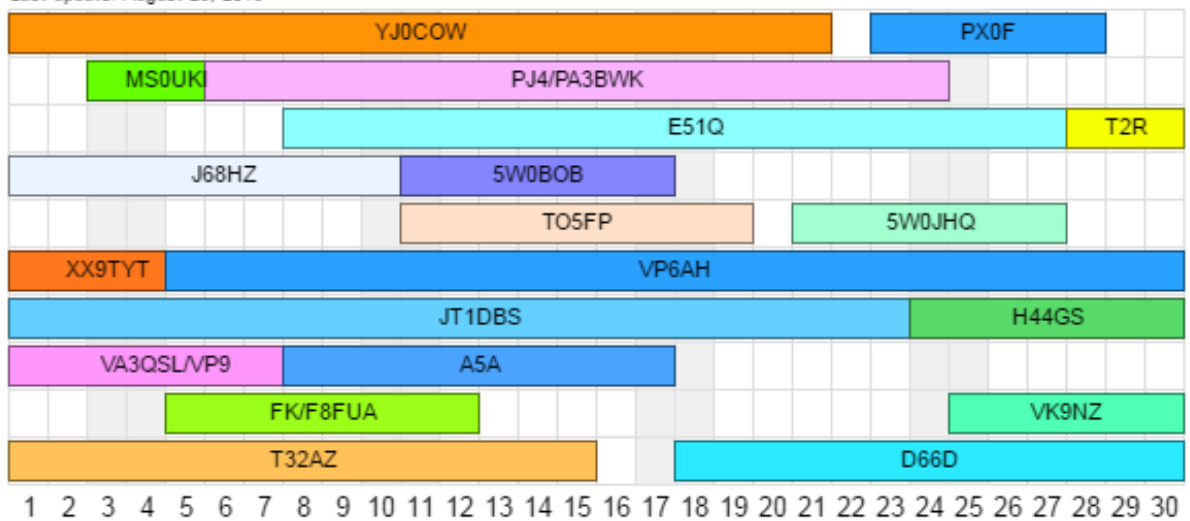 YJ0COW PX0F
MS0UKI PJ4/PA3BWK
E51Q T2R
J68HZ 5W0BOB
TO5FP 5W0JHQ
XX9TYT VP6AH
JT1DBS H44GS
VA3QSL/VP9 A5A
FK/F8FUA VK9NZ
T32AZ D66D
1 2 3 4 5 6 7 8 9 10 11 12 13 14 15 16 17 18 19 20 21 22 23 24 25 26 27 28 29 30